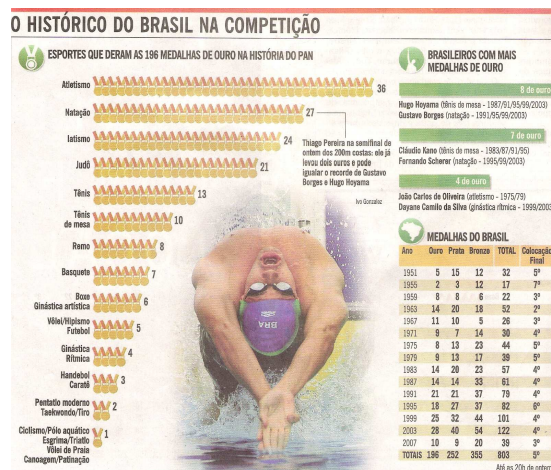 O HISTÓRICO DO BRASIL NA COMPETIÇÃO
ESPORTES QUE DERAM AS 196 MEDALHAS DE OURO NA HISTÓRIA DO PAN
Atletismo 36
Natação 27
Iatismo 24
Judô 21
Tênis 13
Tênis
de mesa 10
Remo 8
Basquete 7
Boxe
Ginástica artística 6
Vôlei/Hipismo
Futebol 5
Ginástica
Rítmica 4
Handebol
Caratê 3
Pentatlo moderno
Taekwondo/Tiro 2
Ciclismo/Pólo aquático
Esgrima/Triatlo
Vôlei de Praia
Canoagem/Patinação 1
Thiago Pereira na semifinal de
ontem dos 200m costas: ele já
levou dois ouros e pode
igualar o recorde de Gustavo
Borges e Hugo Hoyama
Ivo Gonzalez
BRA
BRASILEIROS COM MAIS
MEDALHAS DE OURO
8 de ouro
Hugo Hoyama (tênis de mesa - 1987/91/95/99/2003)
Gustavo Borges (natação - 1991/95/99/2003)
7 de ouro
Cláudio Kano (tênis de mesa - 1983/87/91/95)
Fernando Scherer (natação - 1995/99/2003)
4 de ouro
João Carlos de Oliveira (atletismo - 1975/79)
Dayane Camilo da Silva (ginástica rítmica - 1999/2003
MEDALHAS DO BRASIL
Ano Ouro Prata Bronze TOTAL Colocação
Final
1951 5 15 12 32 5º
1955 2 3 12 17 7º
1959 8 8 6 22 3º
1963 14 20 18 52 2º
1967 11 10 5 26 3º
1971 9 7 14 30 4º
1975 8 13 23 44 5º
1979 9 13 17 39 5º
1983 14 20 23 57 4º
1987 14 14 33 61 4º
1991 21 21 37 79 4º
1995 18 27 37 82 6º
1999 25 32 44 101 4º
2003 28 40 54 122 4º
2007 10 9 20 39 3º
TOTAIS 196 252 355 803 5º
Até as 20h de ontem